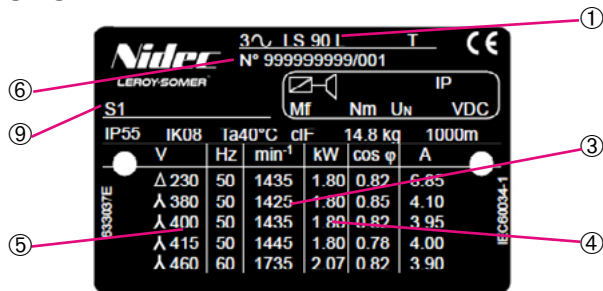 ①
3∿ LS 90 L T CE
Nidec
LEROY-SOMER
N° 999999999/001
⑥
IP
Mf Nm UN VDC
⑨
S1
IP55 IK08 Ta40°C clF 14.8 kg 1000m
V Hz min-1 kW cos φ A
③
Δ 230 50 1435 1.80 0.82 6.85
⅄ 380 50 1425 1.80 0.85 4.10
⑤
⅄ 400 50 1435 1.80 0.82 3.95
④
⅄ 415 50 1445 1.80 0.78 4.00
⅄ 460 60 1735 2.07 0.82 3.90
633037E
IEC60034-1